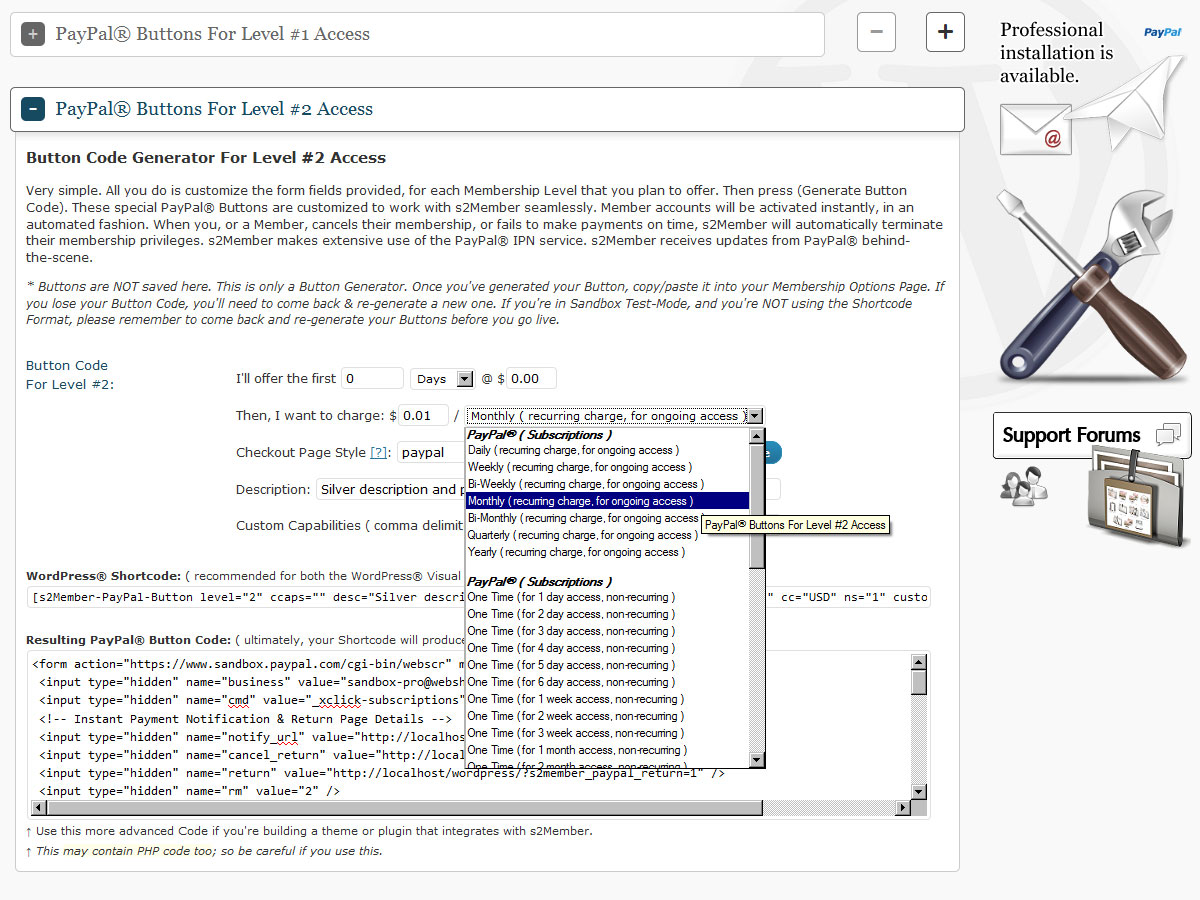 PayPal® Buttons For Level #1 Access
Professional
installation is
available.
PayPal
@
PayPal® Buttons For Level #2 Access
Button Code Generator For Level #2 Access
Very simple. All you do is customize the form fields provided, for each Membership Level that you plan to offer. Then press (Generate Button
Code). These special PayPal® Buttons are customized to work with s2Member seamlessly. Member accounts will be activated instantly, in an
automated fashion. When you, or a Member, cancels their membership, or fails to make payments on time, s2Member will automatically terminate
their membership privileges. s2Member makes extensive use of the PayPal® IPN service. s2Member receives updates from PayPal® behind-
the-scene.
* Buttons are NOT saved here. This is only a Button Generator. Once you've generated your Button, copy/paste it into your Membership Options Page. If
you lose your Button Code, you'll need to come back & re-generate a new one. If you're in Sandbox Test-Mode, and you're NOT using the Shortcode
Format, please remember to come back and re-generate your Buttons before you go live.
Button Code
For Level #2:
I'll offer the first 0 Days @ $ 0.00
Then, I want to charge: $ 0.01 / Monthly ( recurring charge, for ongoing access )
Checkout Page Style [?]: paypal
Description: Silver description and
Custom Capabilities ( comma delimit
PayPal® ( Subscriptions )
Daily ( recurring charge, for ongoing access )
Weekly ( recurring charge, for ongoing access )
Bi-Weekly ( recurring charge, for ongoing access )
Monthly ( recurring charge, for ongoing access )
Bi-Monthly ( recurring charge, for ongoing access
Quarterly ( recurring charge, for ongoing access )
Yearly ( recurring charge, for ongoing access )
PayPal® Buttons For Level #2 Access
PayPal® ( Subscriptions )
One Time ( for 1 day access, non-recurring )
One Time ( for 2 day access, non-recurring )
One Time ( for 3 day access, non-recurring )
One Time ( for 4 day access, non-recurring )
One Time ( for 5 day access, non-recurring )
One Time ( for 6 day access, non-recurring )
One Time ( for 1 week access, non-recurring )
One Time ( for 2 week access, non-recurring )
One Time ( for 3 week access, non-recurring )
One Time ( for 1 month access, non-recurring )
One Time ( for 2 month access, non-recurring )
Support Forums
WordPress® Shortcode: ( recommended for both the WordPress® Visual
[s2Member-PayPal-Button level="2" ccaps="" desc="Silver descri " cc="USD" ns="1" custo
Resulting PayPal® Button Code: ( ultimately, your Shortcode will produce
<form action="https://www.sandbox.paypal.com/cgi-bin/webscr" m
<input type="hidden" name="business" value="sandbox-pro@websh
<input type="hidden" name="cmd" value="_xclick-subscriptions"
<!-- Instant Payment Notification & Return Page Details -->
<input type="hidden" name="notify_url" value="http://localhos
<input type="hidden" name="cancel_return" value="http://local
<input type="hidden" name="return" value="http://localhost/wordpress/?s2member_paypal_return=1" />
<input type="hidden" name="rm" value="2" />
↑ Use this more advanced Code if you're building a theme or plugin that integrates with s2Member.
↑ This may contain PHP code too; so be careful if you use this.